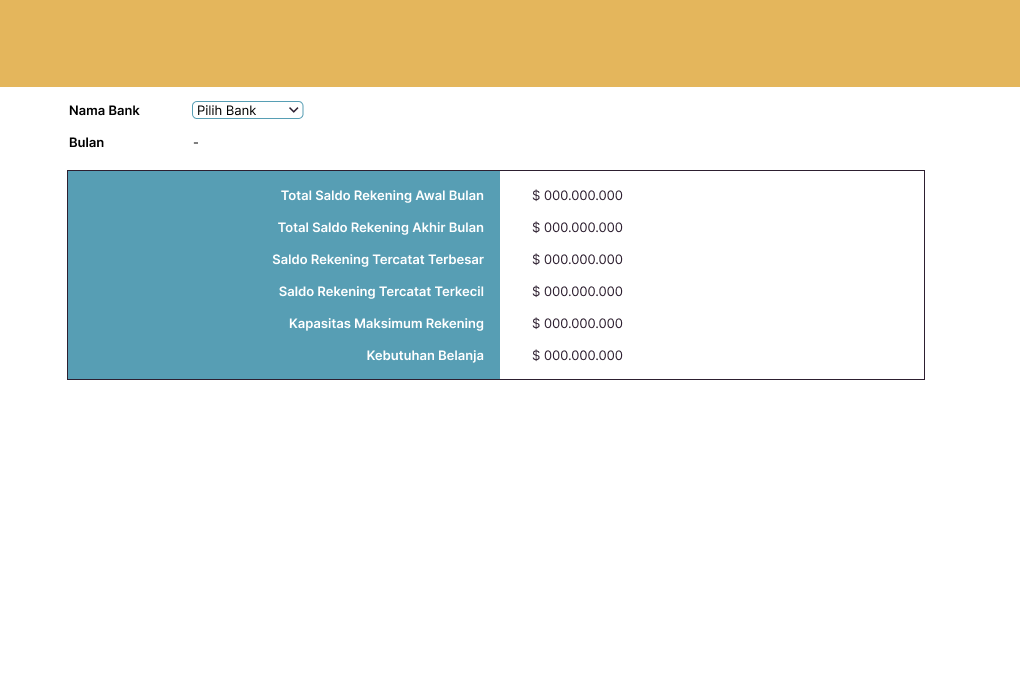 Nama Bank Pilih Bank
Bulan -
Total Saldo Rekening Awal Bulan $ 000.000.000
Total Saldo Rekening Akhir Bulan $ 000.000.000
Saldo Rekening Tercatat Terbesar $ 000.000.000
Saldo Rekening Tercatat Terkecil $ 000.000.000
Kapasitas Maksimum Rekening $ 000.000.000
Kebutuhan Belanja $ 000.000.000